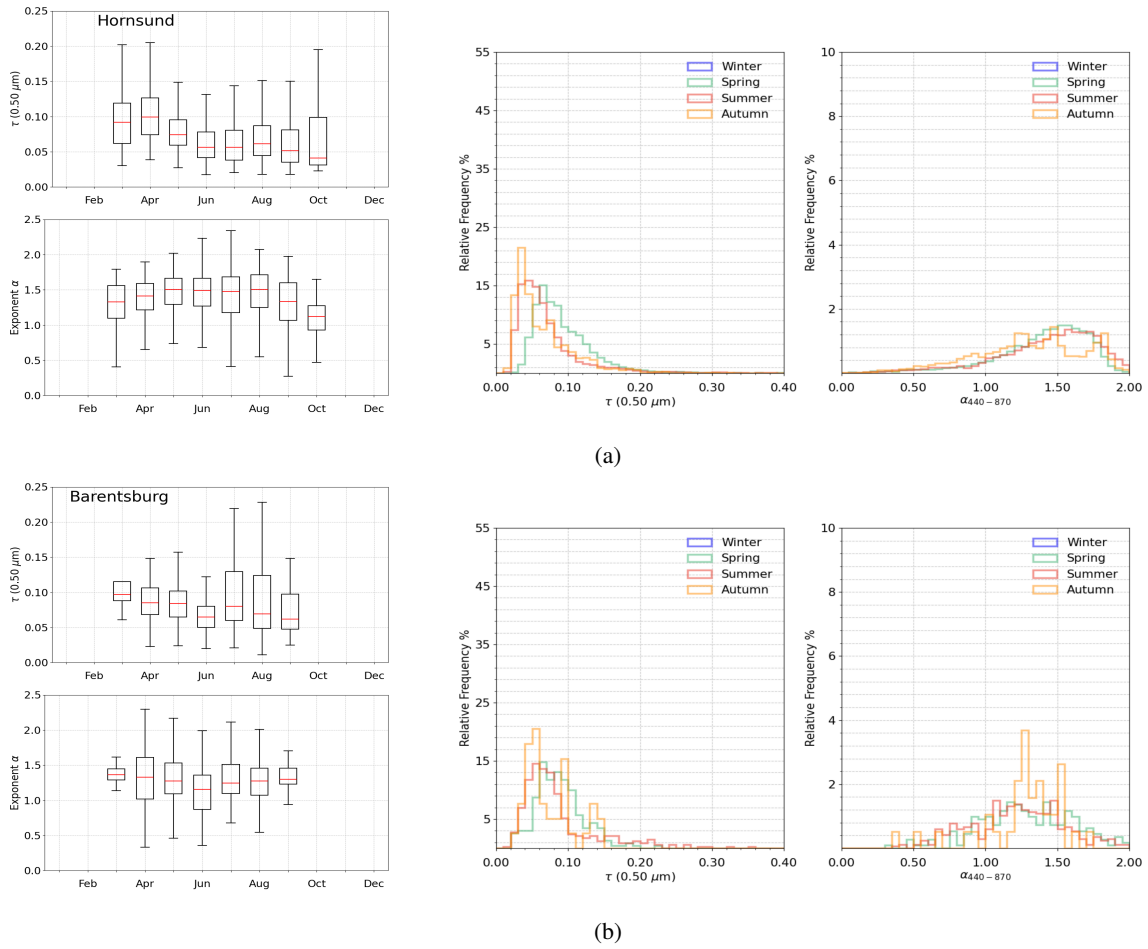 Hornsund
0.25
0.20
0.15
0.10
0.05
0.00
τ (0.50 μm)
Feb Apr Jun Aug Oct Dec
2.5
2.0
1.5
1.0
0.5
0.0
Exponent α
Feb Apr Jun Aug Oct Dec
55
45
35
25
15
5
Relative Frequency %
Winter
Spring
Summer
Autumn
0.00 0.10 0.20 0.30 0.40
τ (0.50 μm)
10
8
6
4
2
Relative Frequency %
Winter
Spring
Summer
Autumn
0.00 0.50 1.00 1.50 2.00
α440−870
(a)
Barentsburg
0.25
0.20
0.15
0.10
0.05
0.00
τ (0.50 μm)
Feb Apr Jun Aug Oct Dec
2.5
2.0
1.5
1.0
0.5
0.0
Exponent α
Feb Apr Jun Aug Oct Dec
55
45
35
25
15
5
Relative Frequency %
Winter
Spring
Summer
Autumn
0.00 0.10 0.20 0.30 0.40
τ (0.50 μm)
10
8
6
4
2
Relative Frequency %
Winter
Spring
Summer
Autumn
0.00 0.50 1.00 1.50 2.00
α440−870
(b)